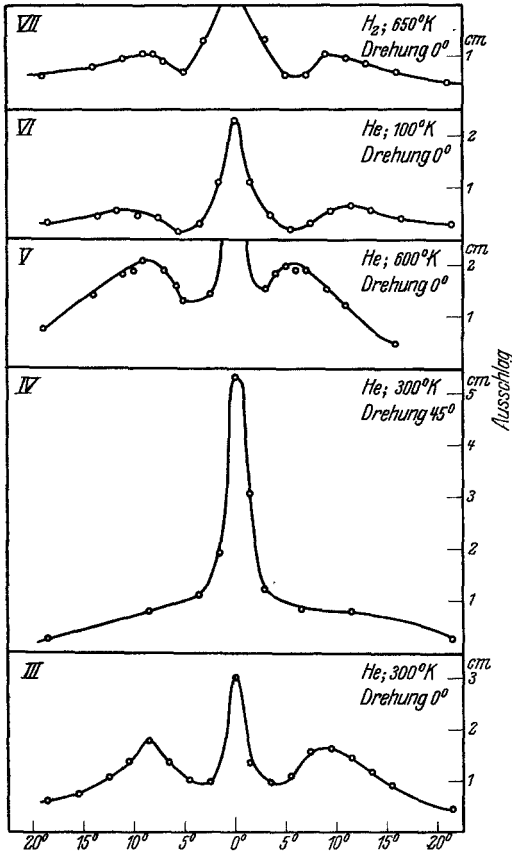 VII
H₂; 650°K
Drehung 0°
cm
1
VI
He; 100°K
Drehung 0°
2
1
V
He; 600°K
Drehung 0°
2
1
IV
He; 300°K
Drehung 45°
cm
5
4
3
2
1
Ausschlag
III
He; 300°K
Drehung 0°
cm
3
2
1
20° 15° 10° 5° 0° 5° 10° 15° 20°